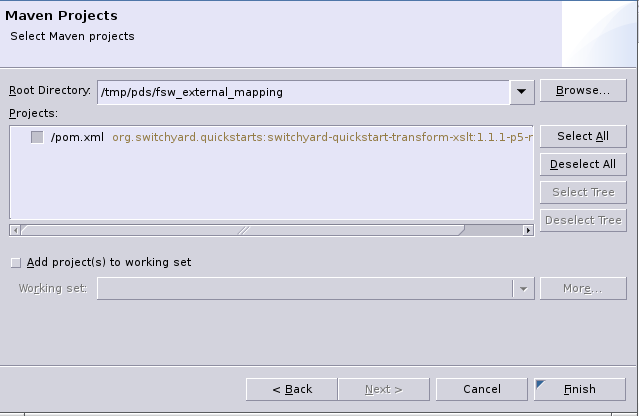 Maven Projects
Select Maven projects
Root Directory: /tmp/pds/fsw_external_mapping Browse...
Projects:
/pom.xml org.switchyard.quickstarts:switchyard-quickstart-transform-xslt:1.1.1-p5-r
Select All
Deselect All
Select Tree
Deselect Tree
Add project(s) to working set
Working set: More...
< Back Next > Cancel Finish